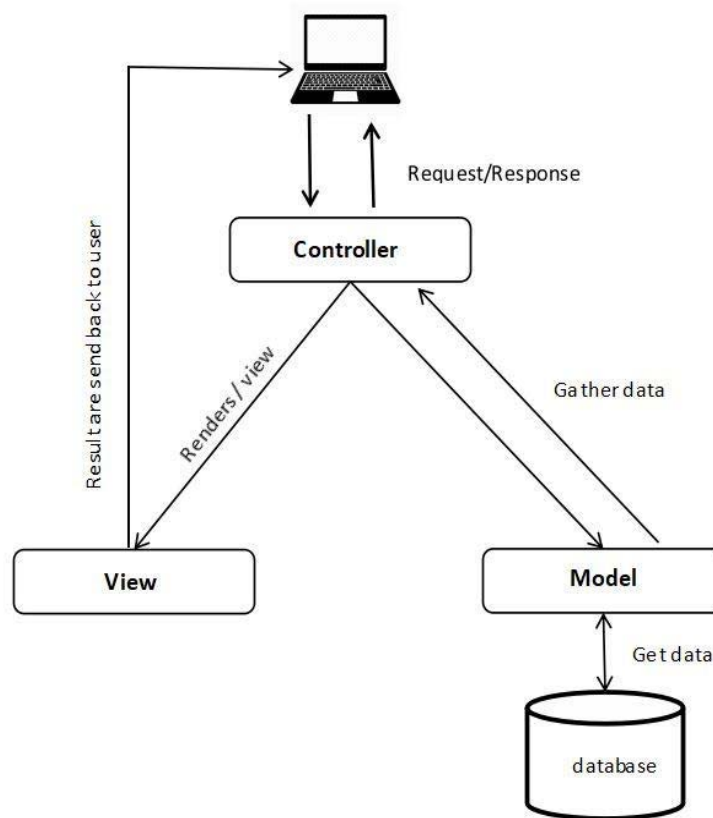 Request/Response
Controller
Result are send back to user
Renders / view
Gather data
View
Model
Get data
database